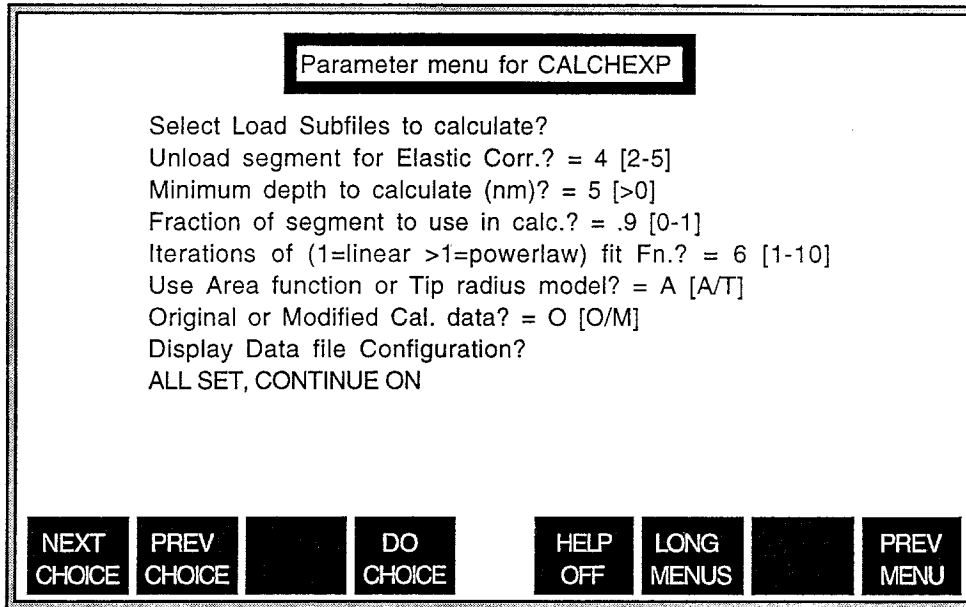 Parameter menu for CALCHEXP
Select Load Subfiles to calculate?
Unload segment for Elastic Corr.? = 4 [2-5]
Minimum depth to calculate (nm)? = 5 [>0]
Fraction of segment to use in calc.? = .9 [0-1]
Iterations of (1=linear >1=powerlaw) fit Fn.? = 6 [1-10]
Use Area function or Tip radius model? = A [A/T]
Original or Modified Cal. data? = O [O/M]
Display Data file Configuration?
ALL SET, CONTINUE ON
NEXT PREV DO HELP LONG PREV
CHOICE CHOICE CHOICE OFF MENUS MENU